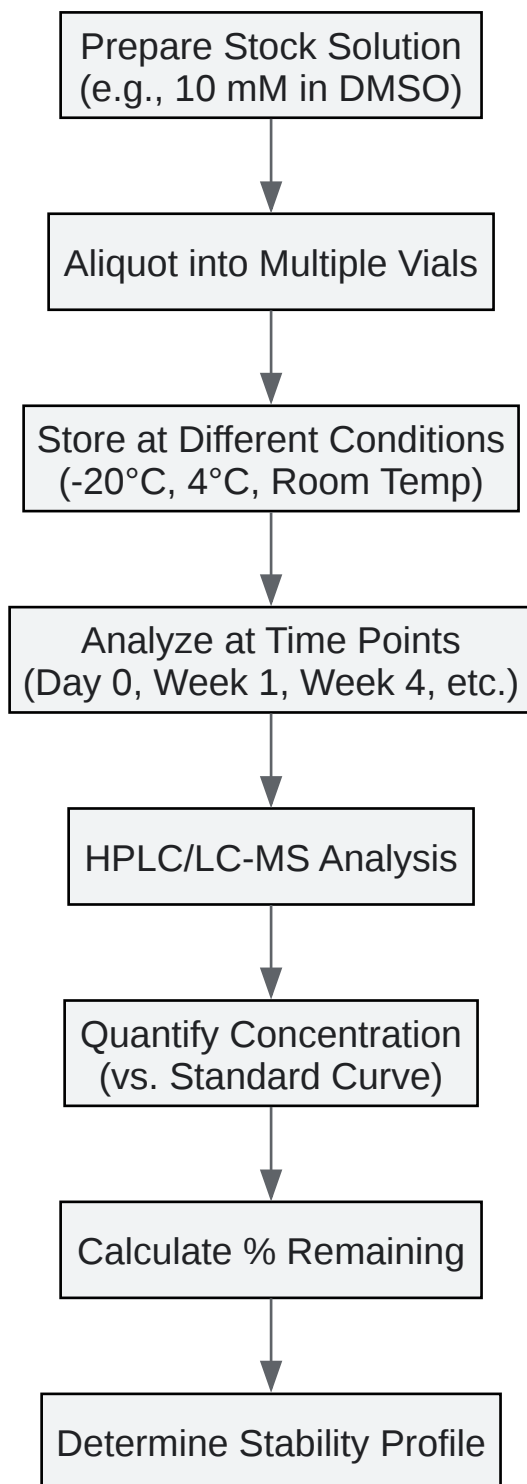 Prepare Stock Solution
(e.g., 10 mM in DMSO)
Aliquot into Multiple Vials
Store at Different Conditions
(-20°C, 4°C, Room Temp)
Analyze at Time Points
(Day 0, Week 1, Week 4, etc.)
HPLC/LC-MS Analysis
Quantify Concentration
(vs. Standard Curve)
Calculate % Remaining
Determine Stability Profile